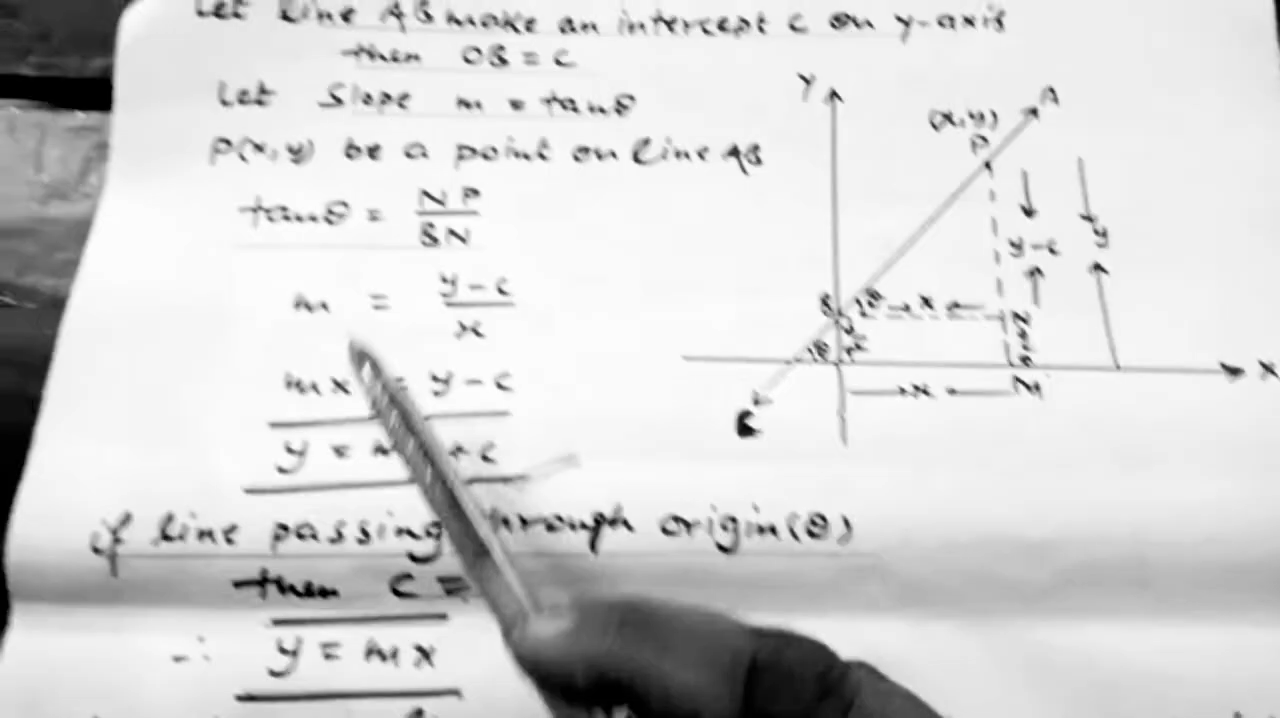 Let Line AB make an intercept c on y-axis
then OB = c
Let Slope m = tanθ
P(x,y) be a point on line AB
tanθ = NP
BN
m = y-c
x
mx = y-c
y = m +c
if line passing through origin(θ)
then c =
∴ y = mx
Y
A
(x,y)
P
y-c
y
B
θ
x
N
θ
c
x
M
X